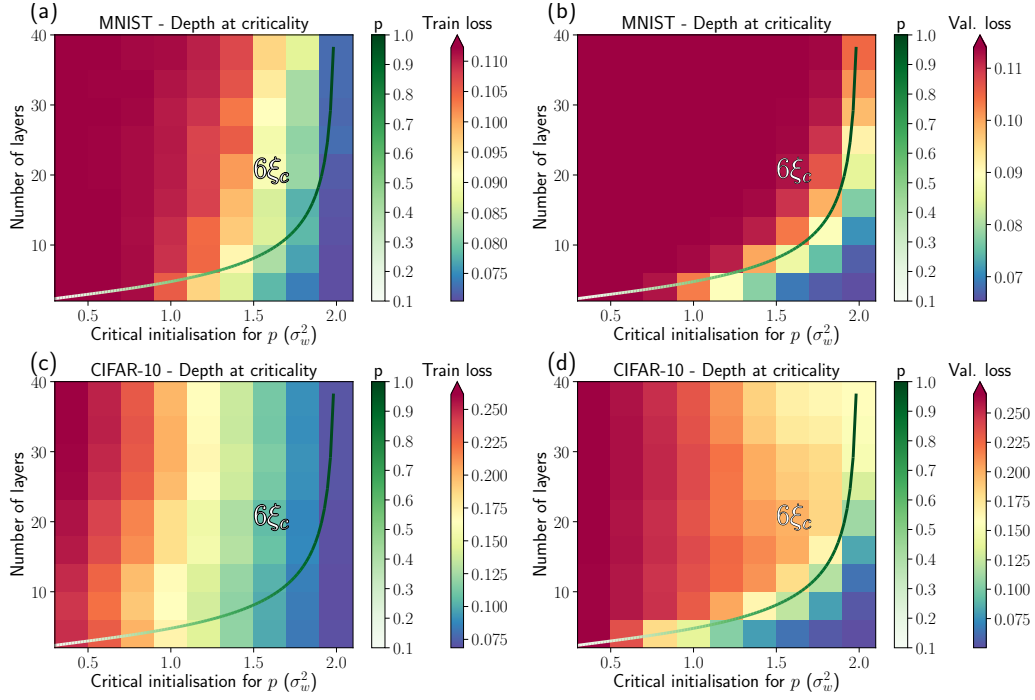 (a) MNIST - Depth at criticality p Train loss
40 30 20 10
Number of layers
6ξc
0.5 1.0 1.5 2.0
Critical initialisation for p (σ_w^2)
1.0 0.9 0.8 0.7 0.6 0.5 0.4 0.3 0.2 0.1
0.110 0.105 0.100 0.095 0.090 0.085 0.080 0.075
(b) MNIST - Depth at criticality p Val. loss
40 30 20 10
Number of layers
6ξc
0.5 1.0 1.5 2.0
Critical initialisation for p (σ_w^2)
1.0 0.9 0.8 0.7 0.6 0.5 0.4 0.3 0.2 0.1
0.11 0.10 0.09 0.08 0.07
(c) CIFAR-10 - Depth at criticality p Train loss
40 30 20 10
Number of layers
6ξc
0.5 1.0 1.5 2.0
Critical initialisation for p (σ_w^2)
1.0 0.9 0.8 0.7 0.6 0.5 0.4 0.3 0.2 0.1
0.250 0.225 0.200 0.175 0.150 0.125 0.100 0.075
(d) CIFAR-10 - Depth at criticality p Val. loss
40 30 20 10
Number of layers
6ξc
0.5 1.0 1.5 2.0
Critical initialisation for p (σ_w^2)
1.0 0.9 0.8 0.7 0.6 0.5 0.4 0.3 0.2 0.1
0.250 0.225 0.200 0.175 0.150 0.125 0.100 0.075